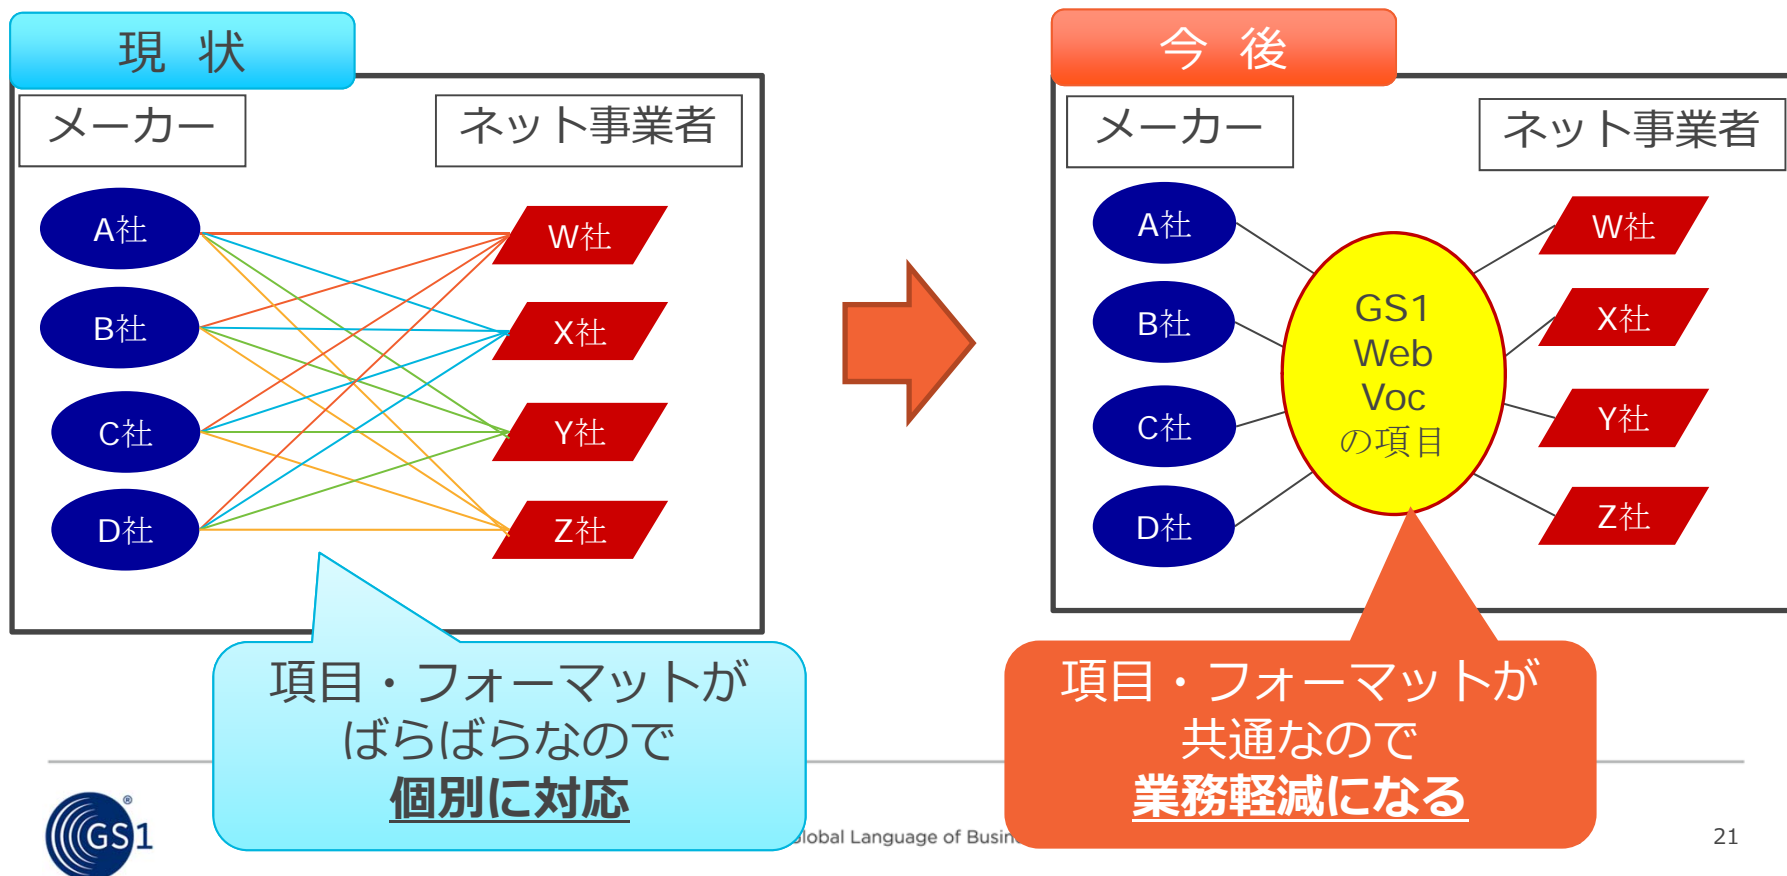 現 状
メーカー
ネット事業者
A社
B社
C社
D社
W社
X社
Y社
Z社
項目・フォーマットが
ばらばらなので
個別に対応
今 後
メーカー
ネット事業者
A社
B社
C社
D社
GS1
Web
Voc
の項目
W社
X社
Y社
Z社
項目・フォーマットが
共通なので
業務軽減になる
GS1
®
lobal Language of Busin
21